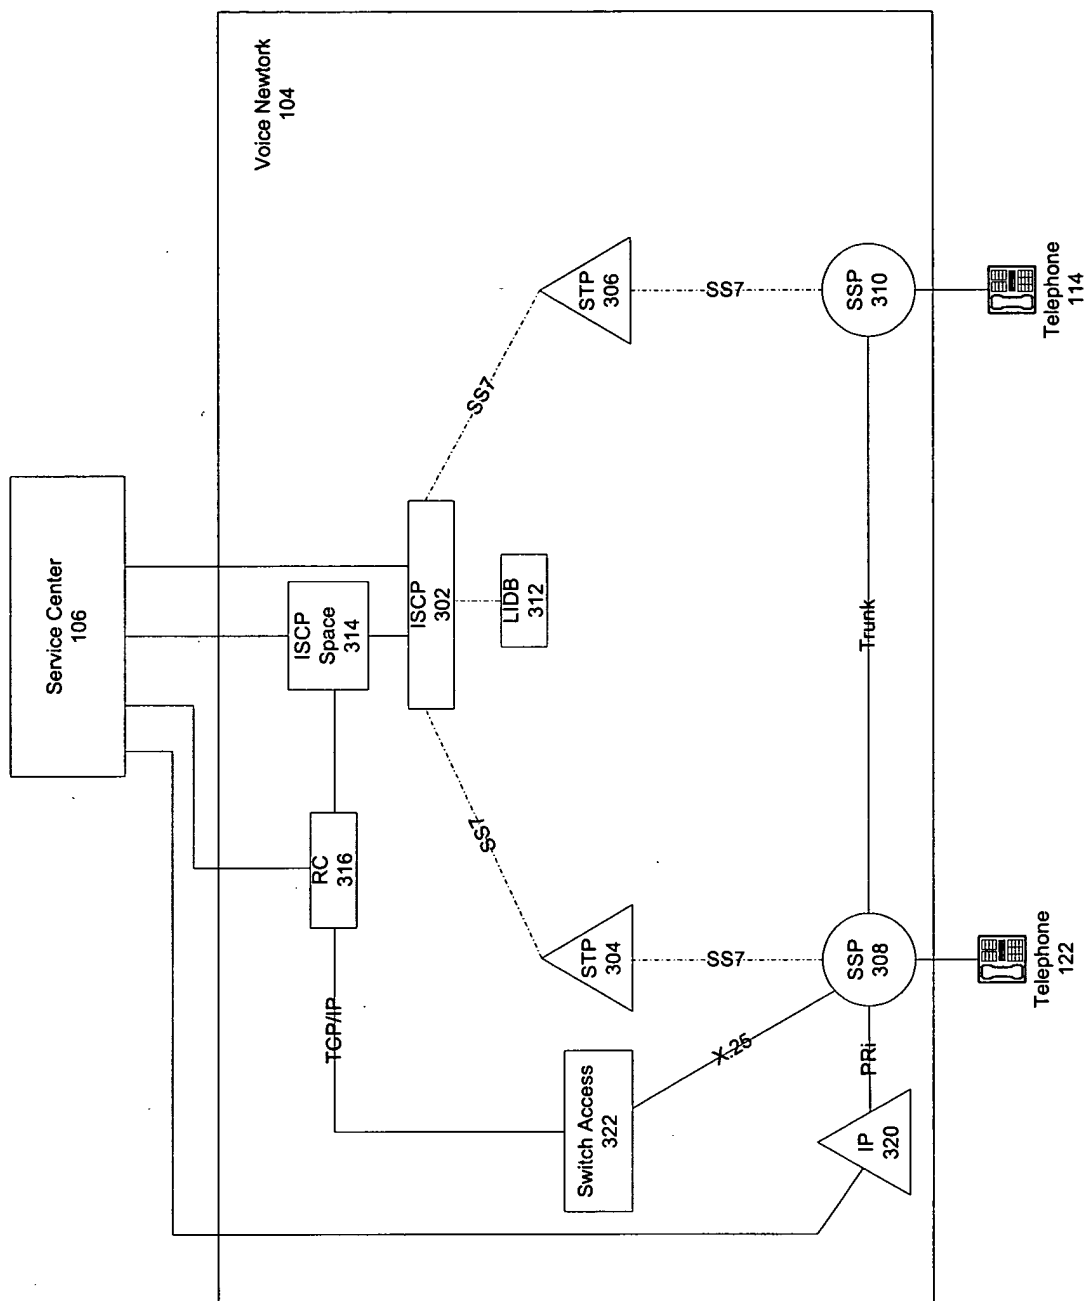 Service Center
106
Voice Newtork
104
ISCP
Space
314
RC
316
ISCP
302
LIDB
312
SS7
SS7
TCP/IP
STP
304
STP
306
Switch Access
322
SS7
SS7
X.25
SSP
308
Trunk
SSP
310
PRi
IP
320
Telephone
122
Telephone
114